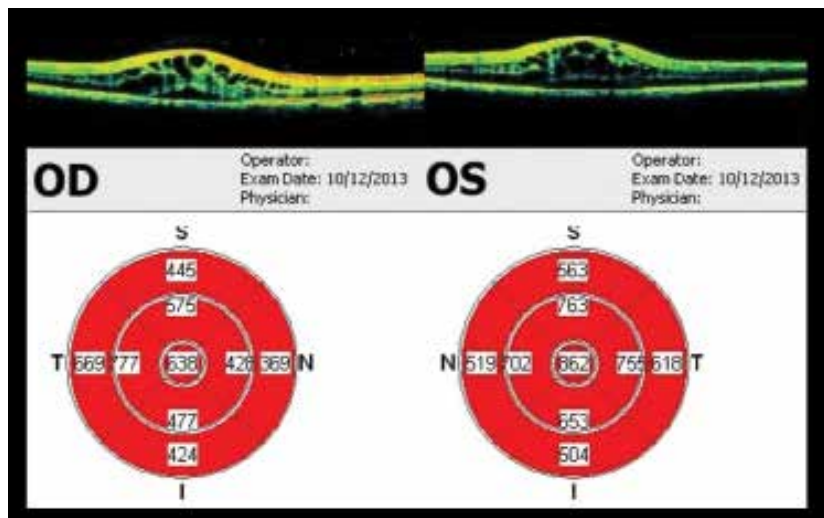 OD
Operator:
Exam Date: 10/12/2013
Physician:
OS
Operator:
Exam Date: 10/12/2013
Physician:
S
445
575
T 669 777 638 428 369 N
477
424
I
S
563
763
N 519 702 862 755 618 T
653
504
I